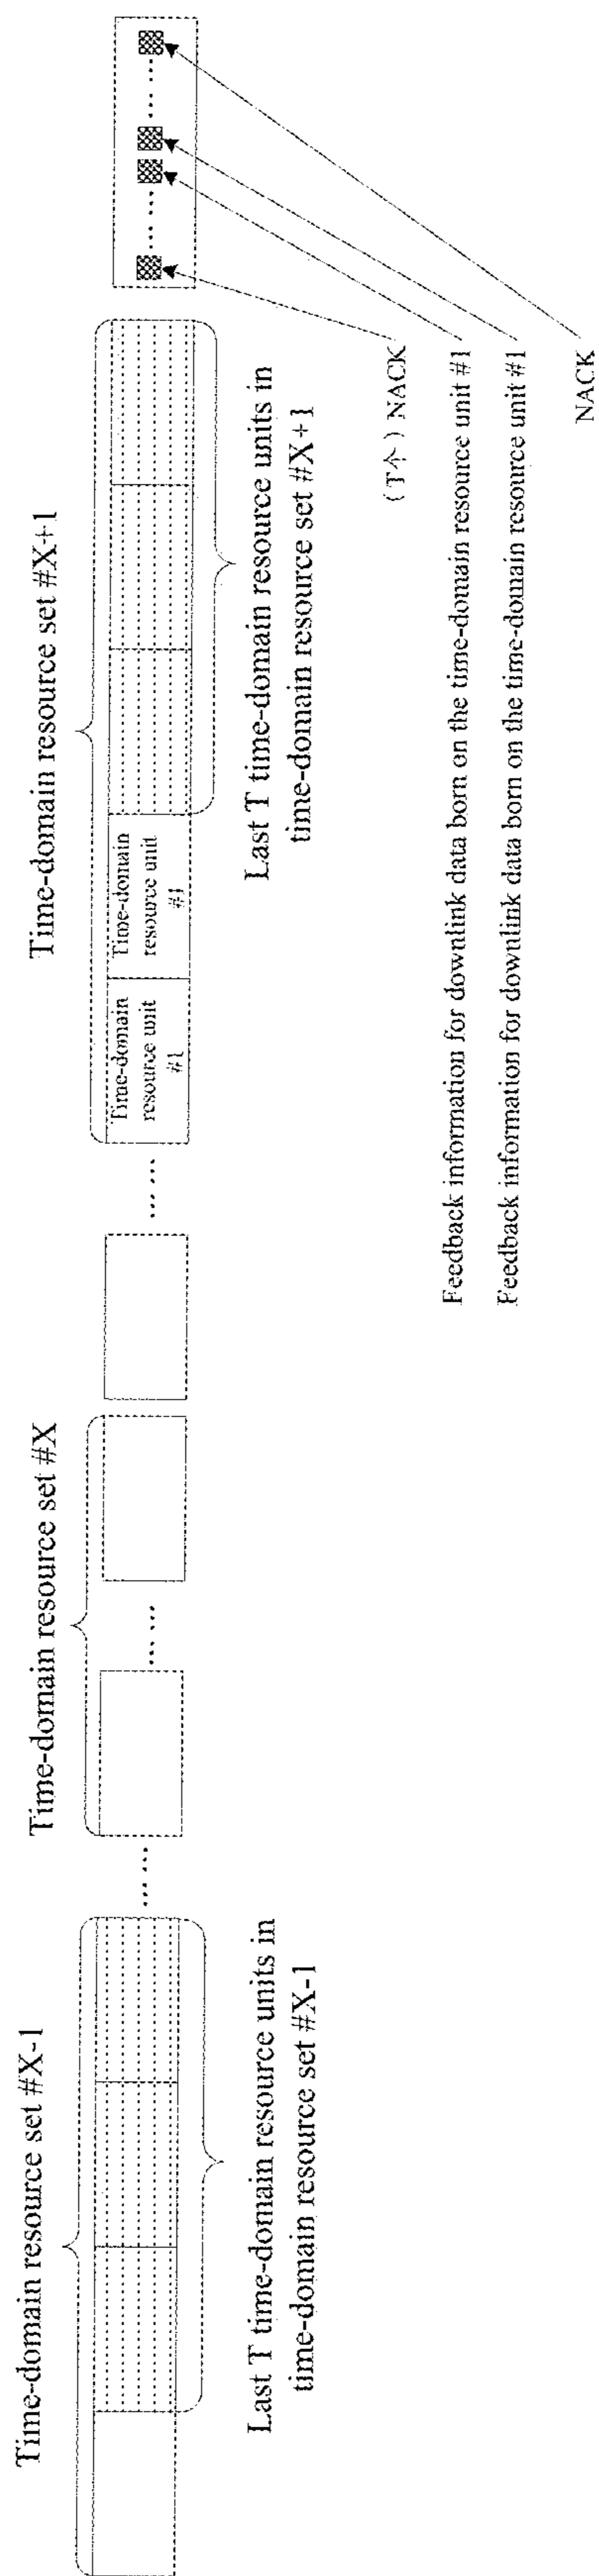 Time-domain resource set #X-1
Time-domain resource set #X
Time-domain resource set #X+1
Time-domain
resource unit
#1
Time-domain
resource unit
#1
Last T time-domain resource units in
time-domain resource set #X-1
Last T time-domain resource units in
time-domain resource set #X+1
（T个）NACK
Feedback information for downlink data born on the time-domain resource unit #1
Feedback information for downlink data born on the time-domain resource unit #1
NACK